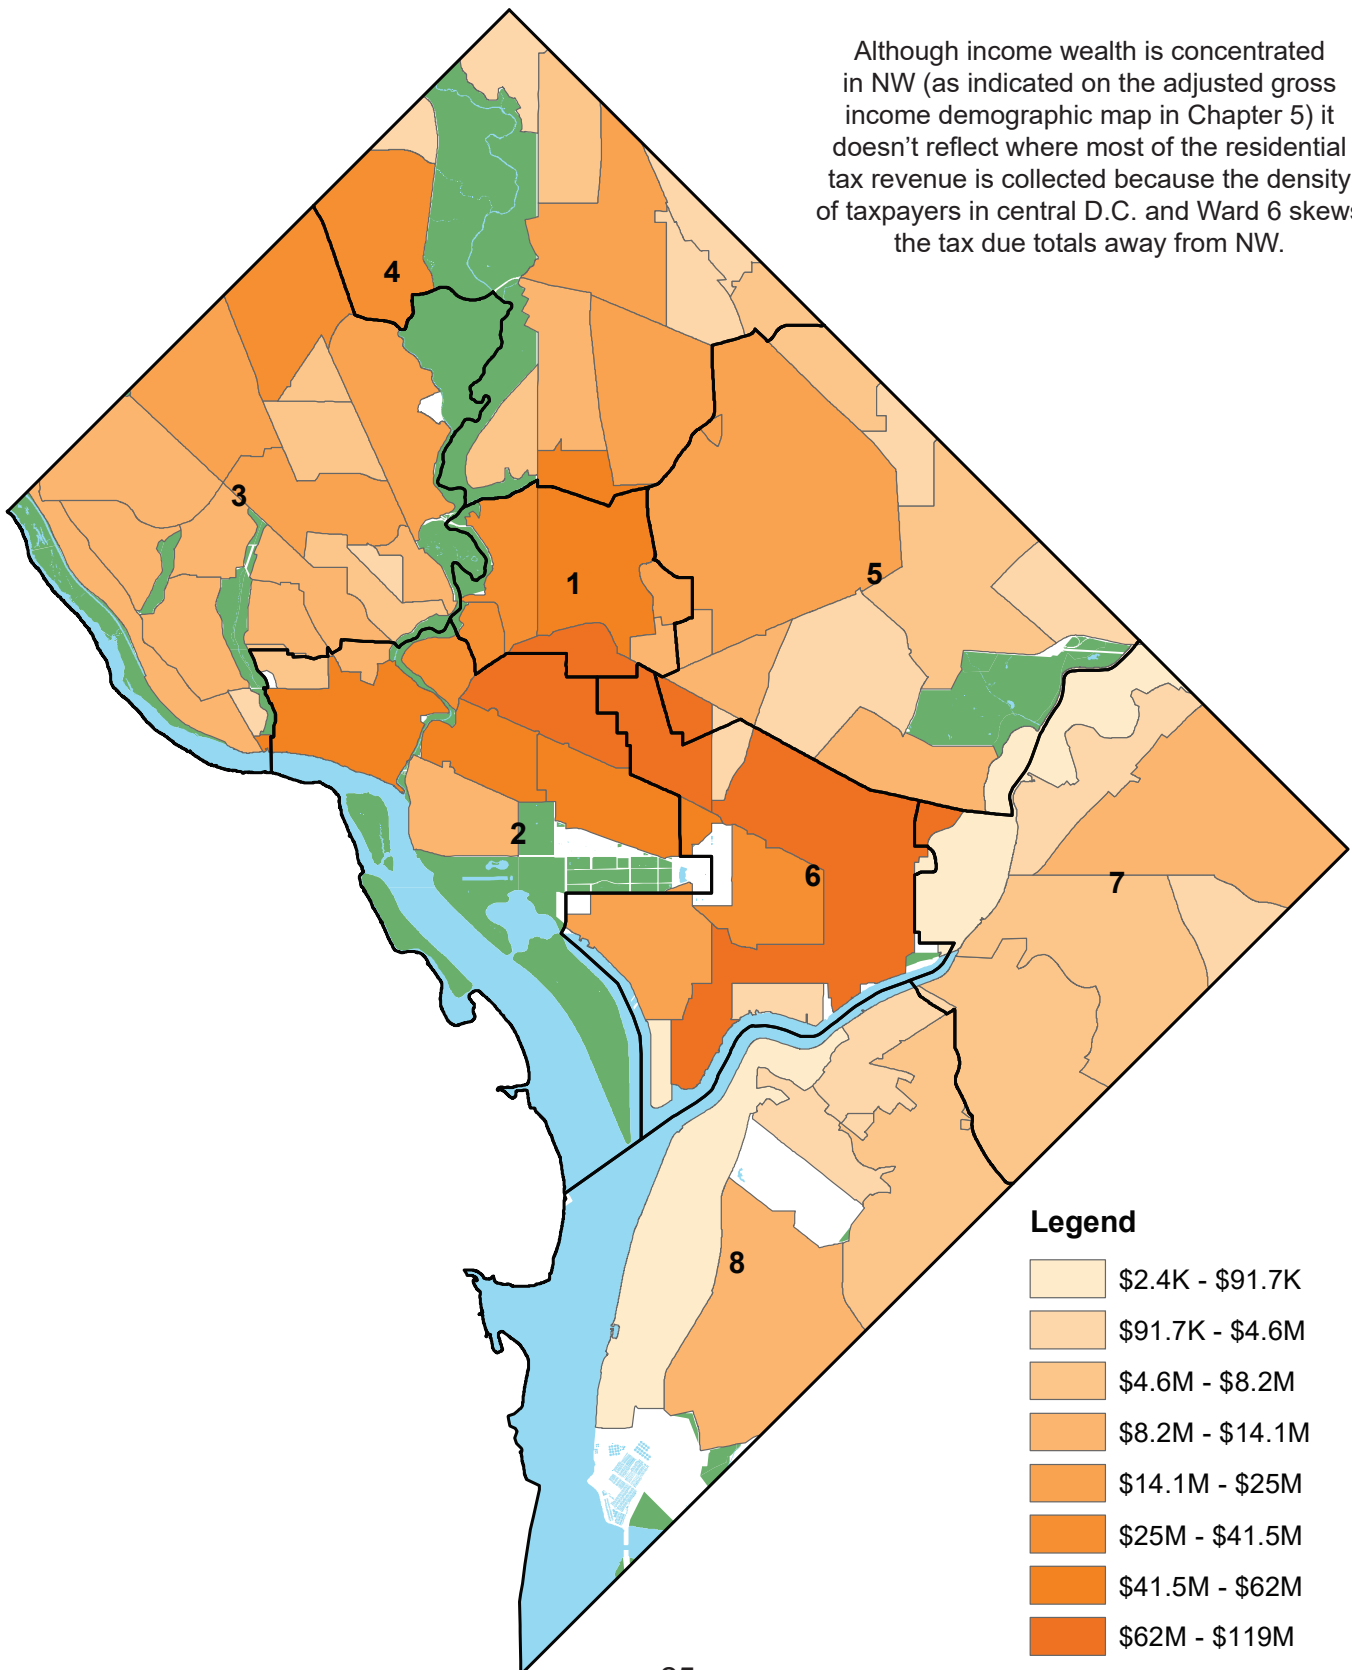 Although income wealth is concentrated
in NW (as indicated on the adjusted gross
income demographic map in Chapter 5) it
doesn't reflect where most of the residential
tax revenue is collected because the density
of taxpayers in central D.C. and Ward 6 skews
the tax due totals away from NW.
4
3
1
5
2
6
7
8
Legend
$2.4K - $91.7K
$91.7K - $4.6M
$4.6M - $8.2M
$8.2M - $14.1M
$14.1M - $25M
$25M - $41.5M
$41.5M - $62M
$62M - $119M